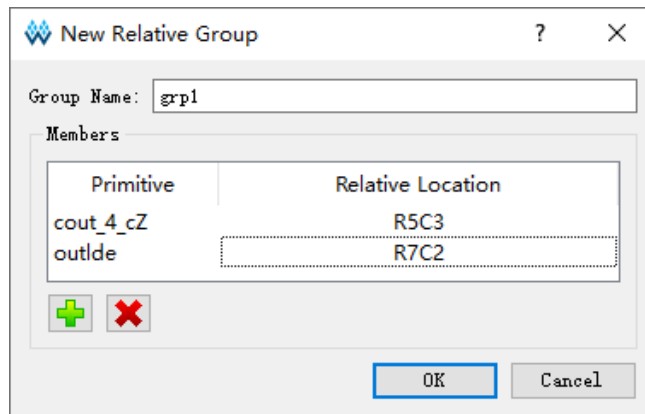 New Relative Group
?
Group Name: grp1
Members
Primitive Relative Location
cout_4_cZ R5C3
outlde R7C2
OK Cancel